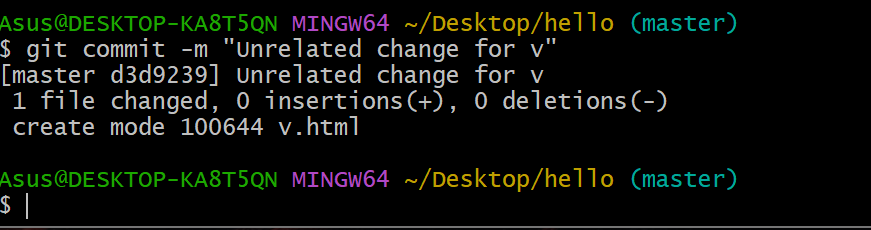 Asus@DESKTOP-KA8T5QN MINGW64 ~/Desktop/hello (master)
$ git commit -m "Unrelated change for v"
[master d3d9239] Unrelated change for v
 1 file changed, 0 insertions(+), 0 deletions(-)
 create mode 100644 v.html

Asus@DESKTOP-KA8T5QN MINGW64 ~/Desktop/hello (master)
$